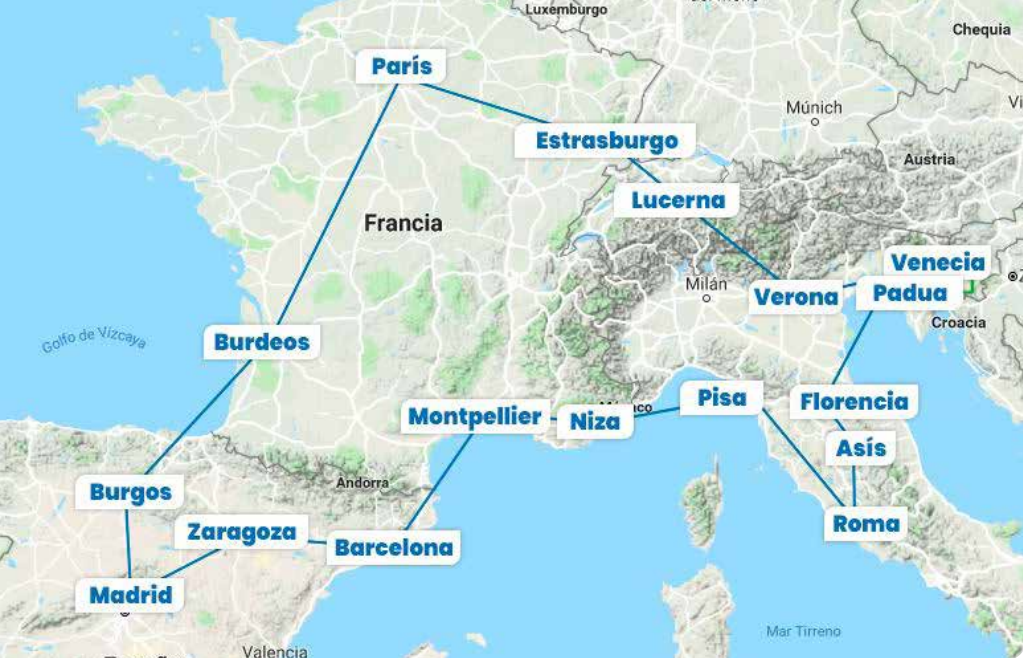 Luxemburgo
Chequia
París
Múnich
Estrasburgo
Austria
Lucerna
Francia
Venecia
Milán
Verona
Padua
Croacia
Golfo de Vizcaya
Burdeos
Pisa
Florencia
Montpellier
Niza
Asís
Andorra
Burgos
Roma
Zaragoza
Barcelona
Madrid
Mar Tirreno
Valencia